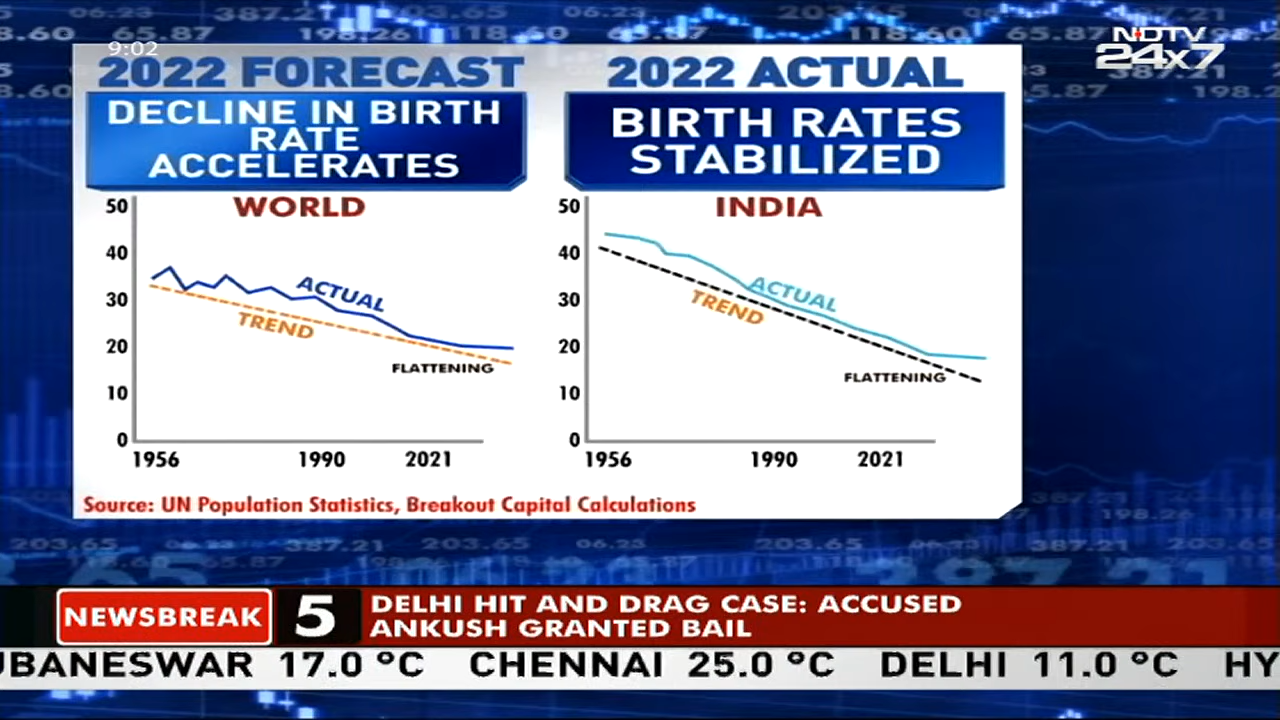 9:02
NDTV
24x7
2022 FORECAST
DECLINE IN BIRTH
RATE
ACCELERATES
WORLD
50
40
30
20
10
0
ACTUAL
TREND
FLATTENING
1956 1990 2021
2022 ACTUAL
BIRTH RATES
STABILIZED
INDIA
50
40
30
20
10
0
ACTUAL
TREND
FLATTENING
1956 1990 2021
Source: UN Population Statistics, Breakout Capital Calculations
NEWSBREAK 5
DELHI HIT AND DRAG CASE: ACCUSED
ANKUSH GRANTED BAIL
UBANESWAR 17.0 °C CHENNAI 25.0 °C DELHI 11.0 °C HY